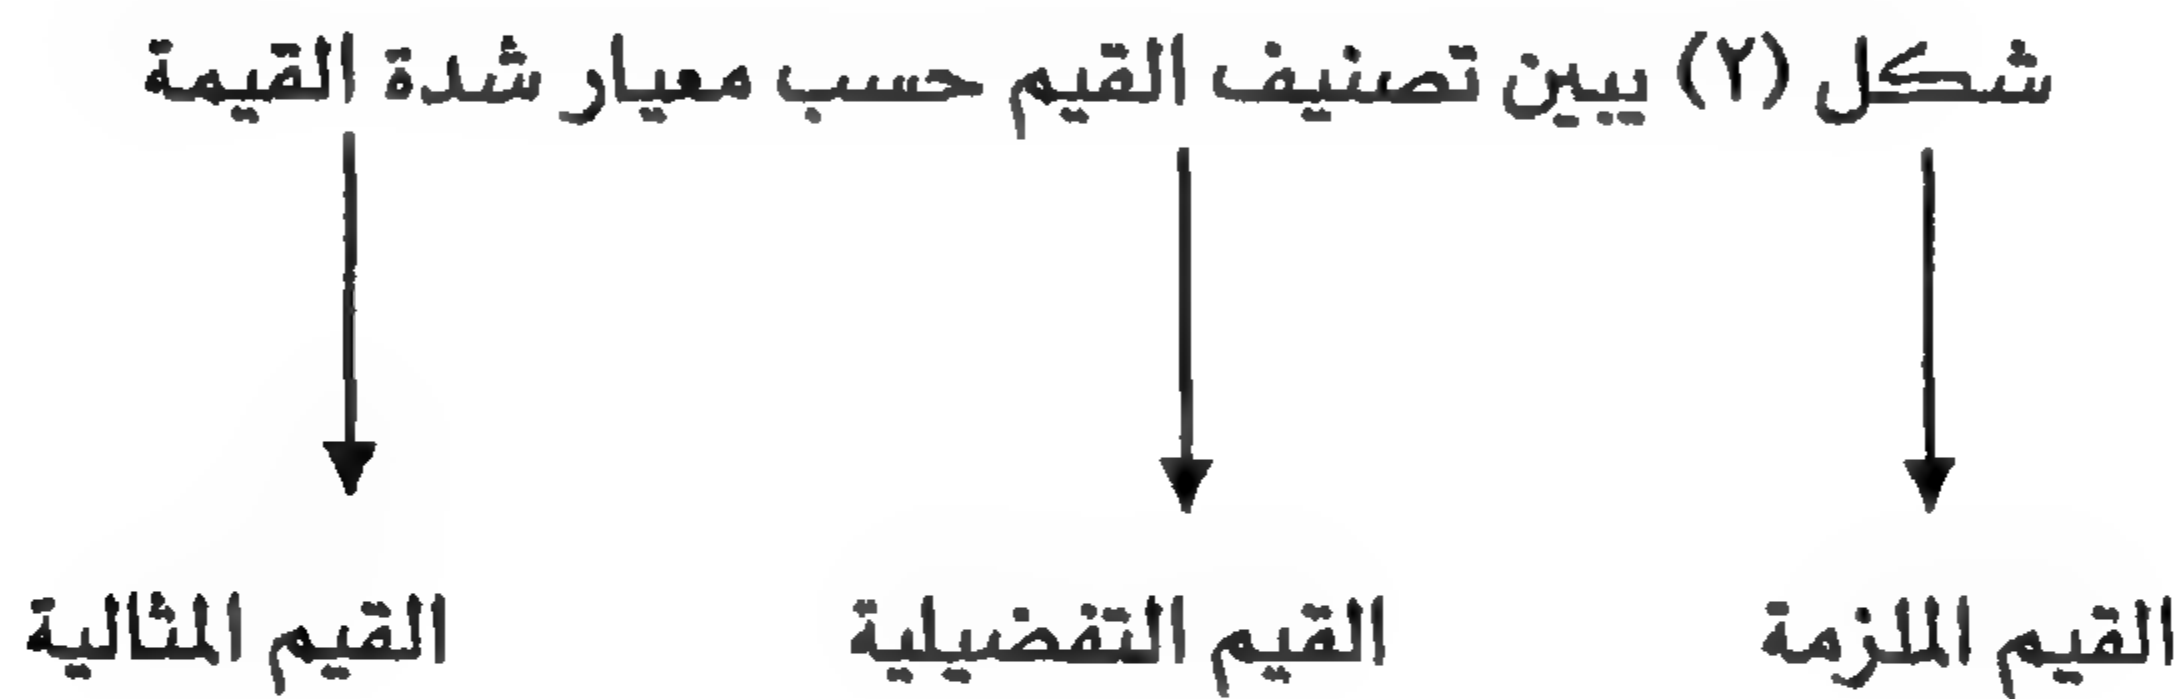 شكل (٢) يبين تصنيف القيم حسب معيار شدة القيمة
القيم الملزمة القيم التفضيلية القيم المثالية